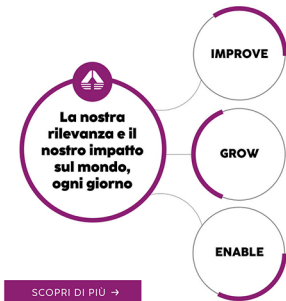 IMPROVE
La nostra
rilevanza e il
nostro impatto
sul mondo,
ogni giorno
GROW
ENABLE
SCOPRI DI PIÙ →